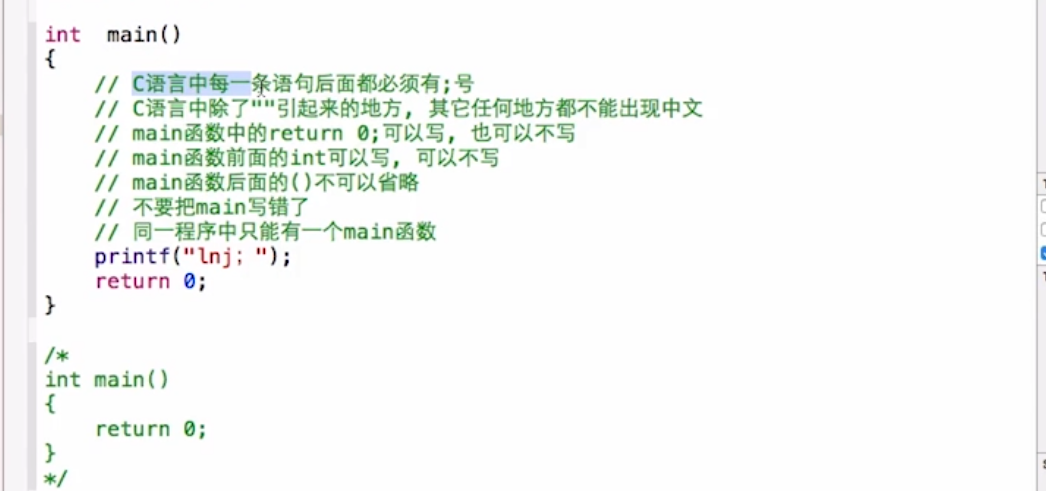 int  main()
{
    // C语言中每一条语句后面都必须有;号
    // C语言中除了""引起来的地方, 其它任何地方都不能出现中文
    // main函数中的return 0;可以写, 也可以不写
    // main函数前面的int可以写, 可以不写
    // main函数后面的()不可以省略
    // 不要把main写错了
    // 同一程序中只能有一个main函数
    printf("lnj；");
    return 0;
}
/*
int main()
{
    return 0;
}
*/